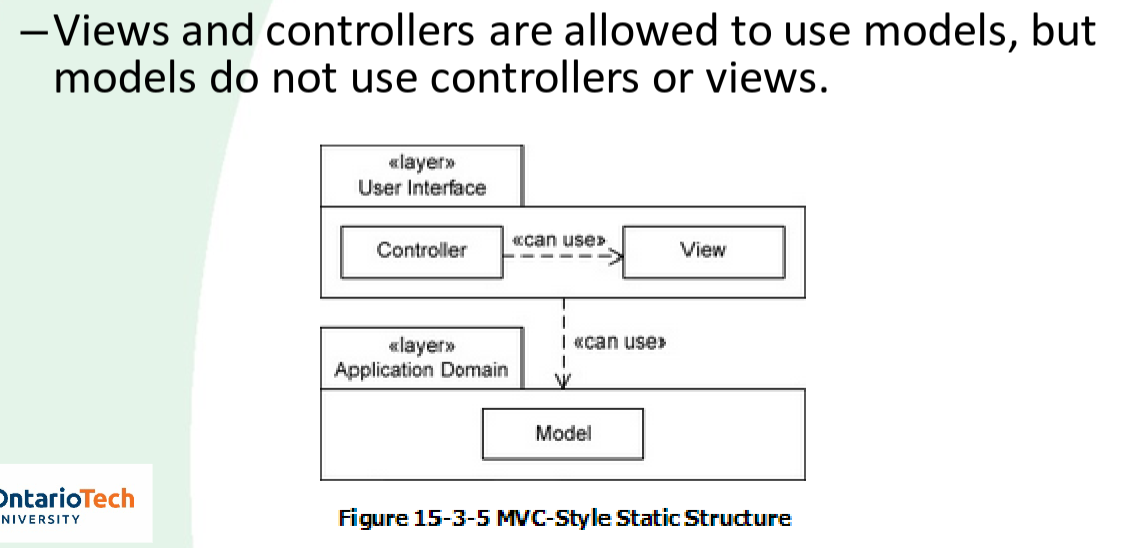 –Views and controllers are allowed to use models, but
models do not use controllers or views.
«layer»
User Interface
Controller
«can use»
View
«layer»
Application Domain
«can use»
Model
OntarioTech
NIVERSITY
Figure 15-3-5 MVC-Style Static Structure